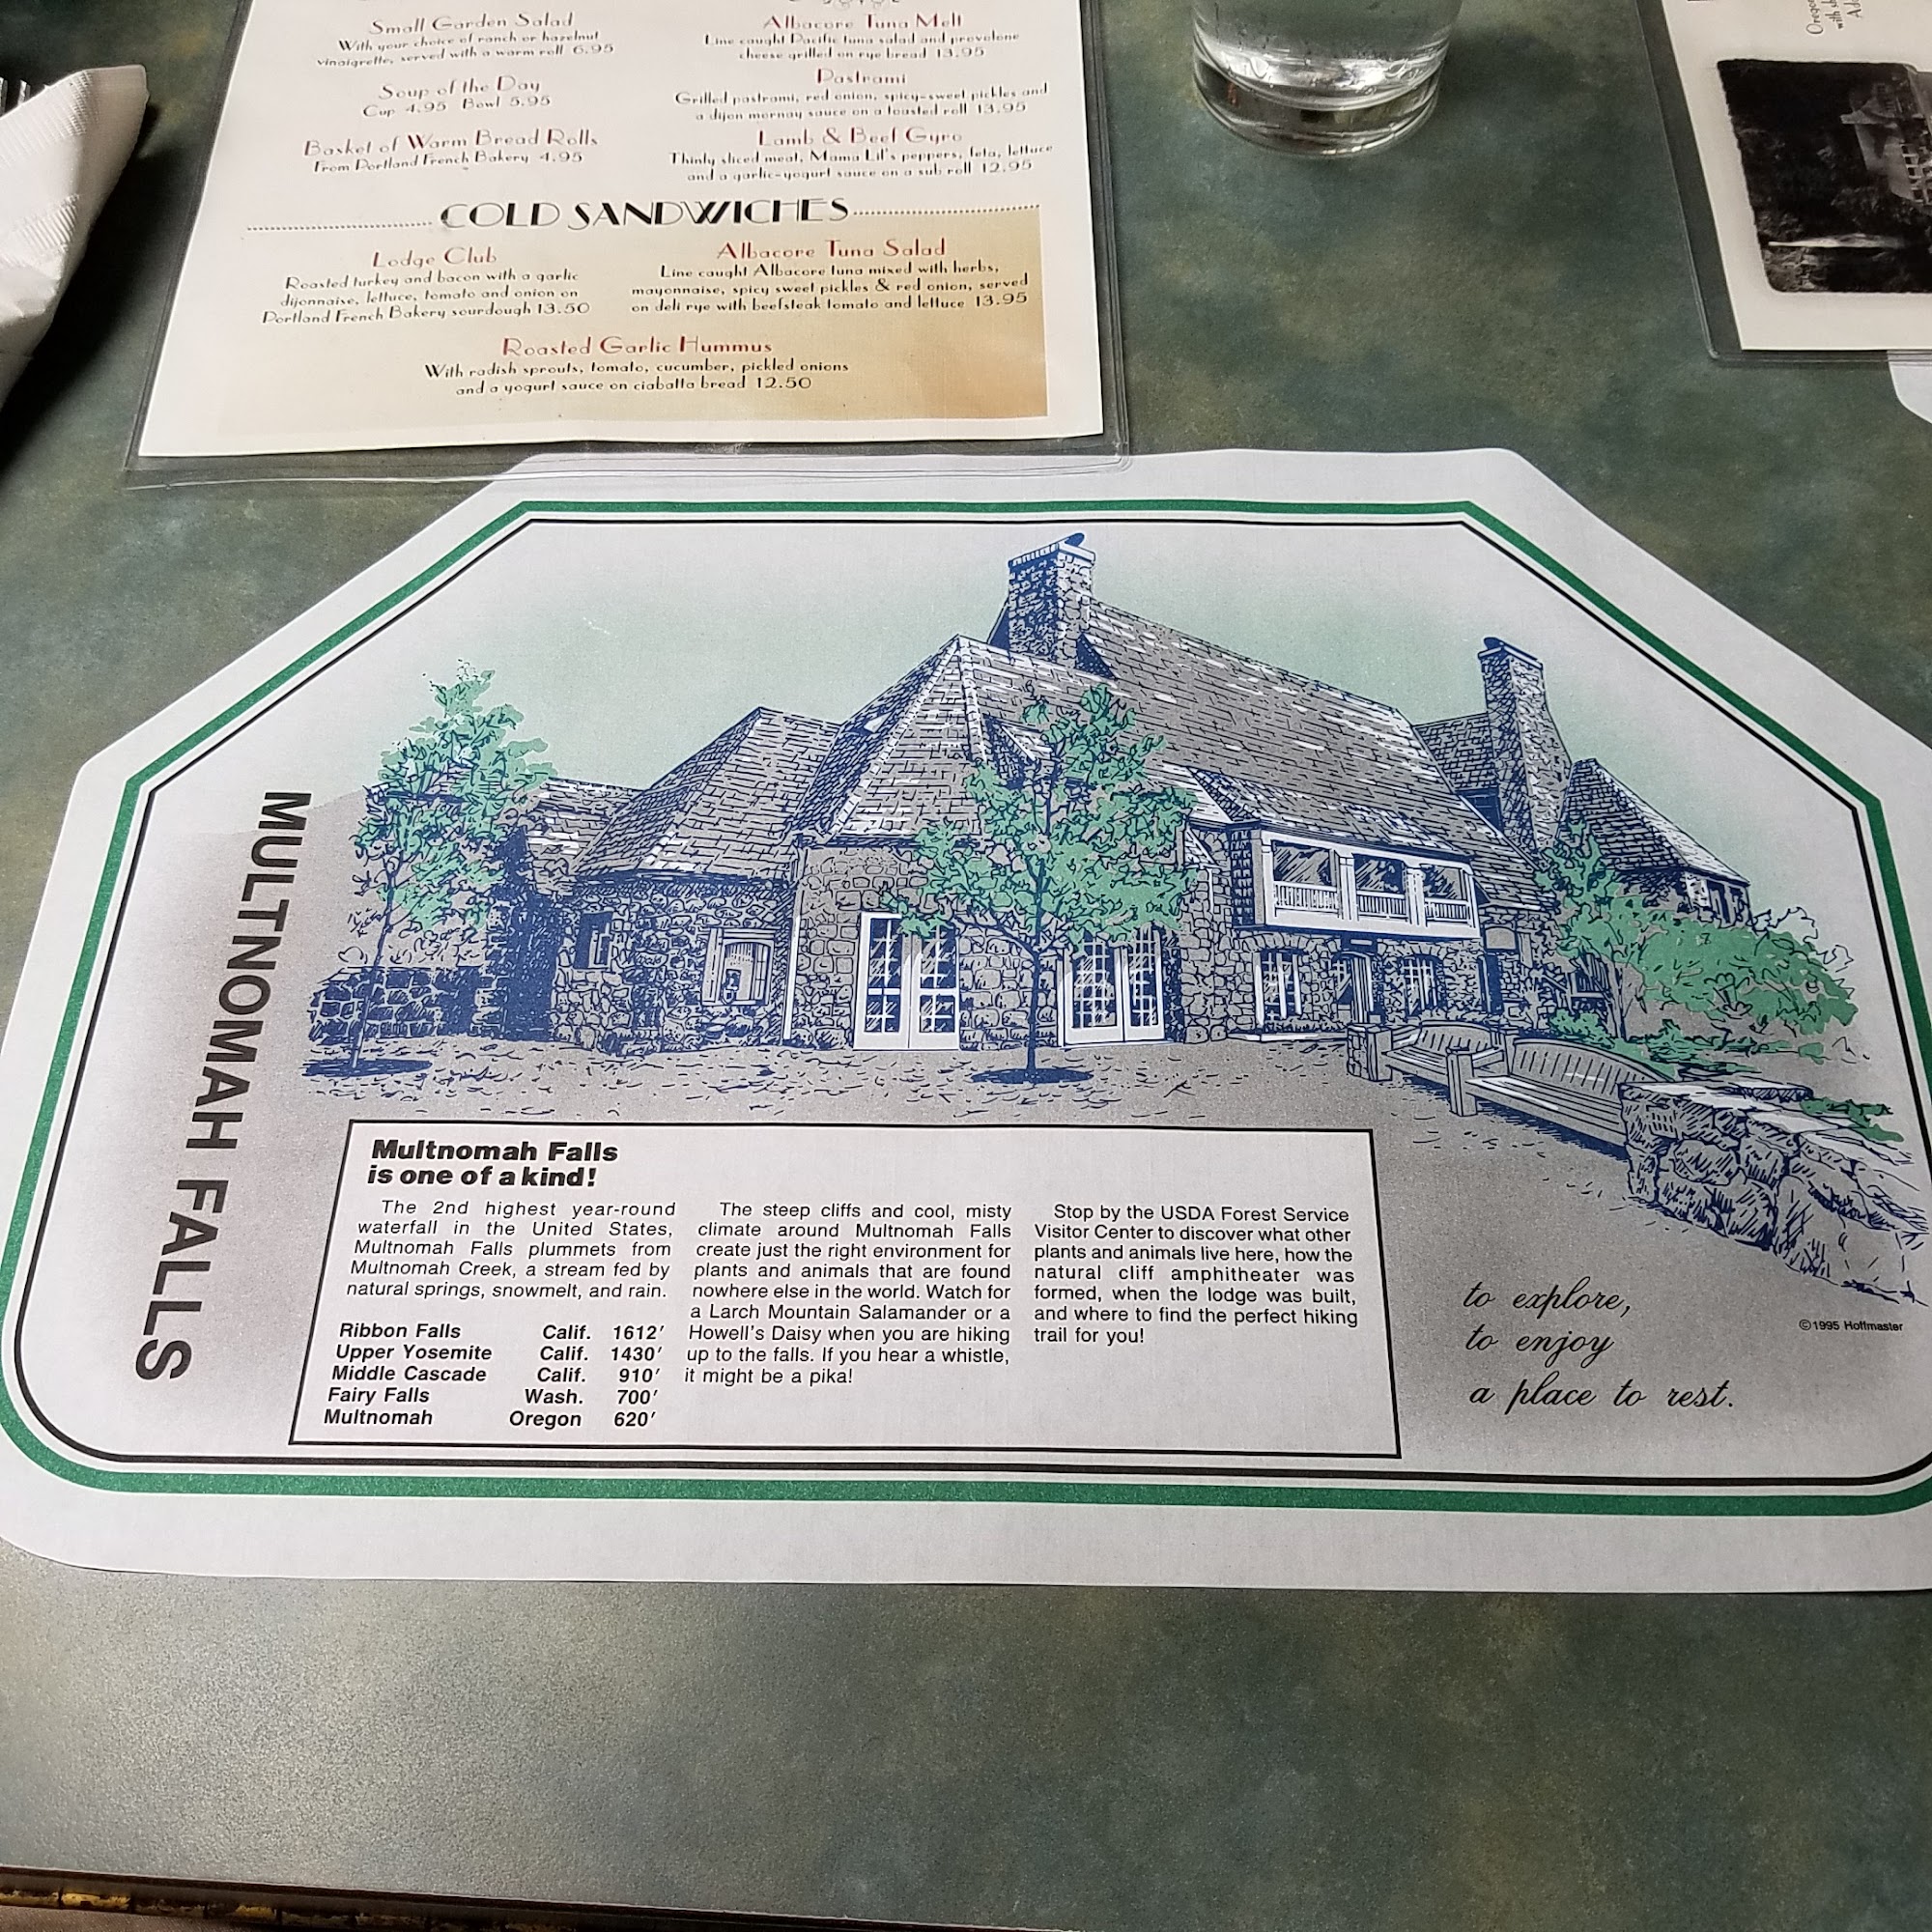 Small Garden Salad
With your choice of ranch or hazelnut
vinaigrette, served with a warm roll 6.95
Soup of the Day
Cup 4.95 Bowl 5.95
Basket of Warm Bread Rolls
From Portland French Bakery 4.95
Albacore Tuna Melt
Line caught Pacific tuna salad and provolone
cheese grilled on rye bread 13.95
Pastrami
Grilled pastrami, red onion, spicy-sweet pickles and
a dijon mornay sauce on a toasted roll 13.95
Lamb & Beef Gyro
Thinly sliced meat, Mama Lil's peppers, feta, lettuce
and a garlic-yogurt sauce on a sub roll 12.95
COLD SANDWICHES
Lodge Club
Roasted turkey and bacon with a garlic
dijonnaise, lettuce, tomato and onion on
Portland French Bakery sourdough 13.50
Albacore Tuna Salad
Line caught Albacore tuna mixed with herbs,
mayonnaise, spicy sweet pickles & red onion, served
on deli rye with beefsteak tomato and lettuce 13.95
Roasted Garlic Hummus
With radish sprouts, tomato, cucumber, pickled onions
and a yogurt sauce on ciabatta bread 12.50
MULTNOMAH FALLS
Multnomah Falls
is one of a kind!
The 2nd highest year-round
waterfall in the United States,
Multnomah Falls plummets from
Multnomah Creek, a stream fed by
natural springs, snowmelt, and rain.
Ribbon Falls Calif. 1612'
Upper Yosemite Calif. 1430'
Middle Cascade Calif. 910'
Fairy Falls Wash. 700'
Multnomah Oregon 620'
The steep cliffs and cool, misty
climate around Multnomah Falls
create just the right environment for
plants and animals that are found
nowhere else in the world. Watch for
a Larch Mountain Salamander or a
Howell's Daisy when you are hiking
up to the falls. If you hear a whistle,
it might be a pika!
Stop by the USDA Forest Service
Visitor Center to discover what other
plants and animals live here, how the
natural cliff amphitheater was
formed, when the lodge was built,
and where to find the perfect hiking
trail for you!
to explore,
to enjoy
a place to rest.
©1995 Hoffmaster